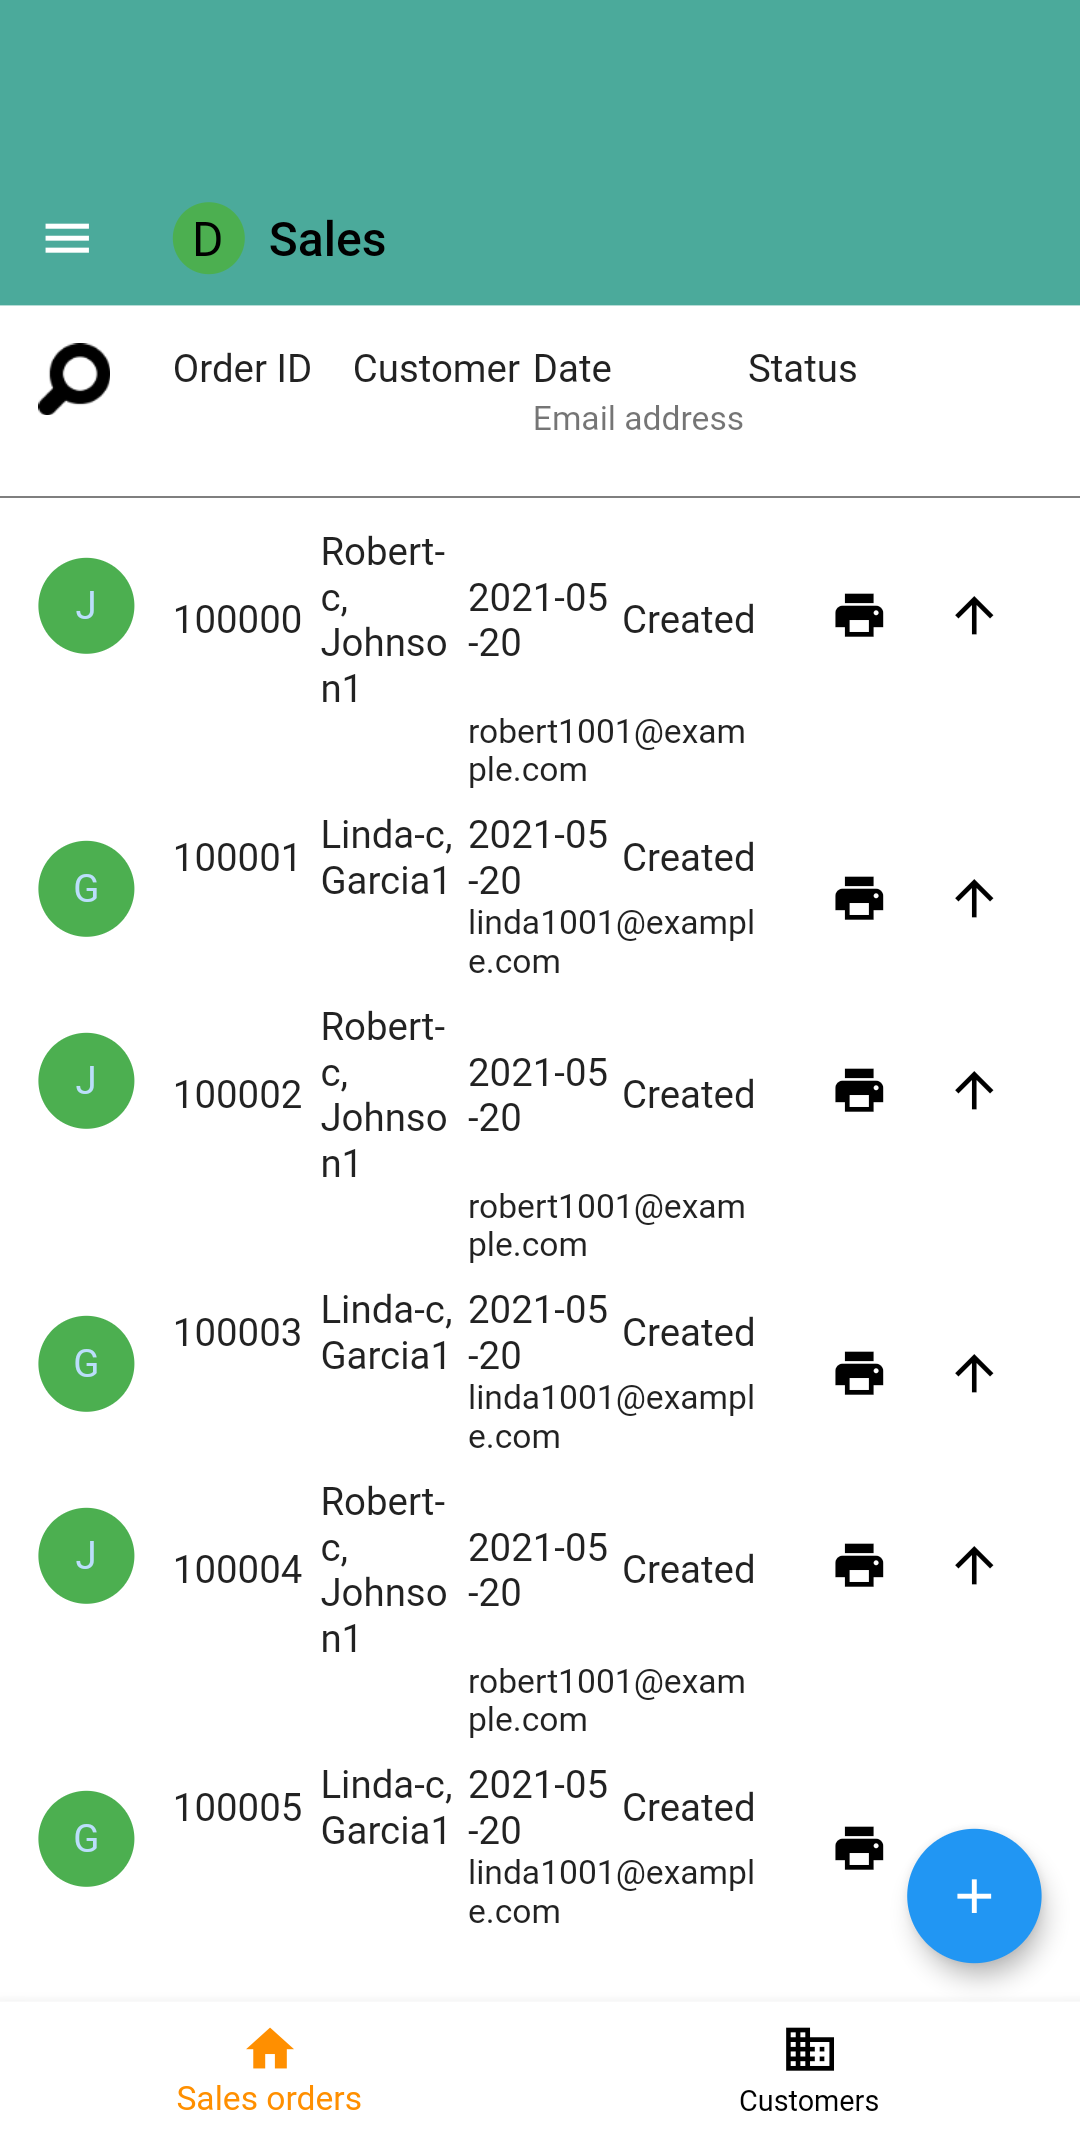 D Sales
Order ID Customer Date Status
Email address
J 100000 Robert-c, Johnson1 2021-05-20 Created
robert1001@example.com
G 100001 Linda-c, Garcia1 2021-05-20 Created
linda1001@example.com
J 100002 Robert-c, Johnson1 2021-05-20 Created
robert1001@example.com
G 100003 Linda-c, Garcia1 2021-05-20 Created
linda1001@example.com
J 100004 Robert-c, Johnson1 2021-05-20 Created
robert1001@example.com
G 100005 Linda-c, Garcia1 2021-05-20 Created
linda1001@example.com
Sales orders
Customers